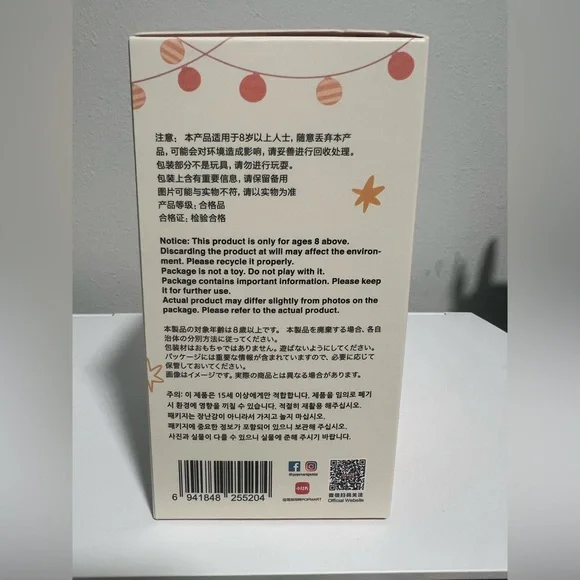 注意: 本产品适用于8岁以上人士, 随意丢弃本产
品, 可能会对环境造成影响, 请妥善进行回收处理。
包装部分不是玩具, 请勿进行玩耍。
包装上含有重要信息, 请保留备用
图片可能与实物不符, 请以实物为准
产品等级: 合格品
合格证: 检验合格
Notice: This product is only for ages 8 above.
Discarding the product at will may affect the environ-
ment. Please recycle it properly.
Package is not a toy. Do not play with it.
Package contains important information. Please keep
it for further use.
Actual product may differ slightly from photos on the
package. Please refer to the actual product.
本製品の対象年齢は8歳以上です。 本製品を廃棄する場合、各自
治体の分別方法に従ってください。
包装材はおもちゃではありません。遊ばないようにしてください。
パッケージには重要な情報が含まれていますので、必要に応じて
保管しておいてください。
画像はイメージです。実際の商品とは異なる場合があります。
주의: 이 제품은 15세 이상에게만 적합합니다. 제품을 임의로 폐기
시 환경에 영향을 끼칠 수 있습니다. 적절히 재활용 해주십시오.
패키지는 장난감이 아니라서 가지고 놀지 마십시오.
패키지에 중요한 정보가 포함되어 있으니 보관해 주십시오.
사진과 실물이 다를 수 있으니 실물에 준해 주시기 바랍니다.
6 941848 255204
小红书
POPMART
微信扫码关注
Official Website